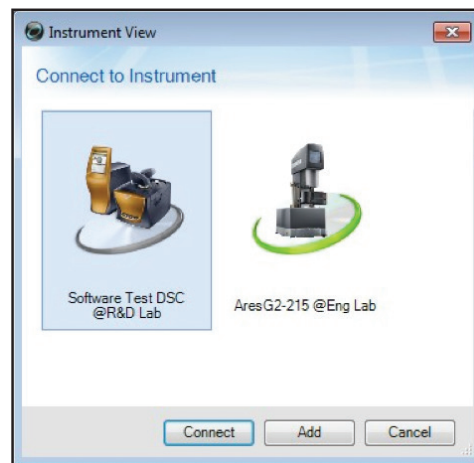 Instrument View
Connect to Instrument
Software Test DSC
@R&D Lab
AresG2-215 @Eng Lab
Connect
Add
Cancel